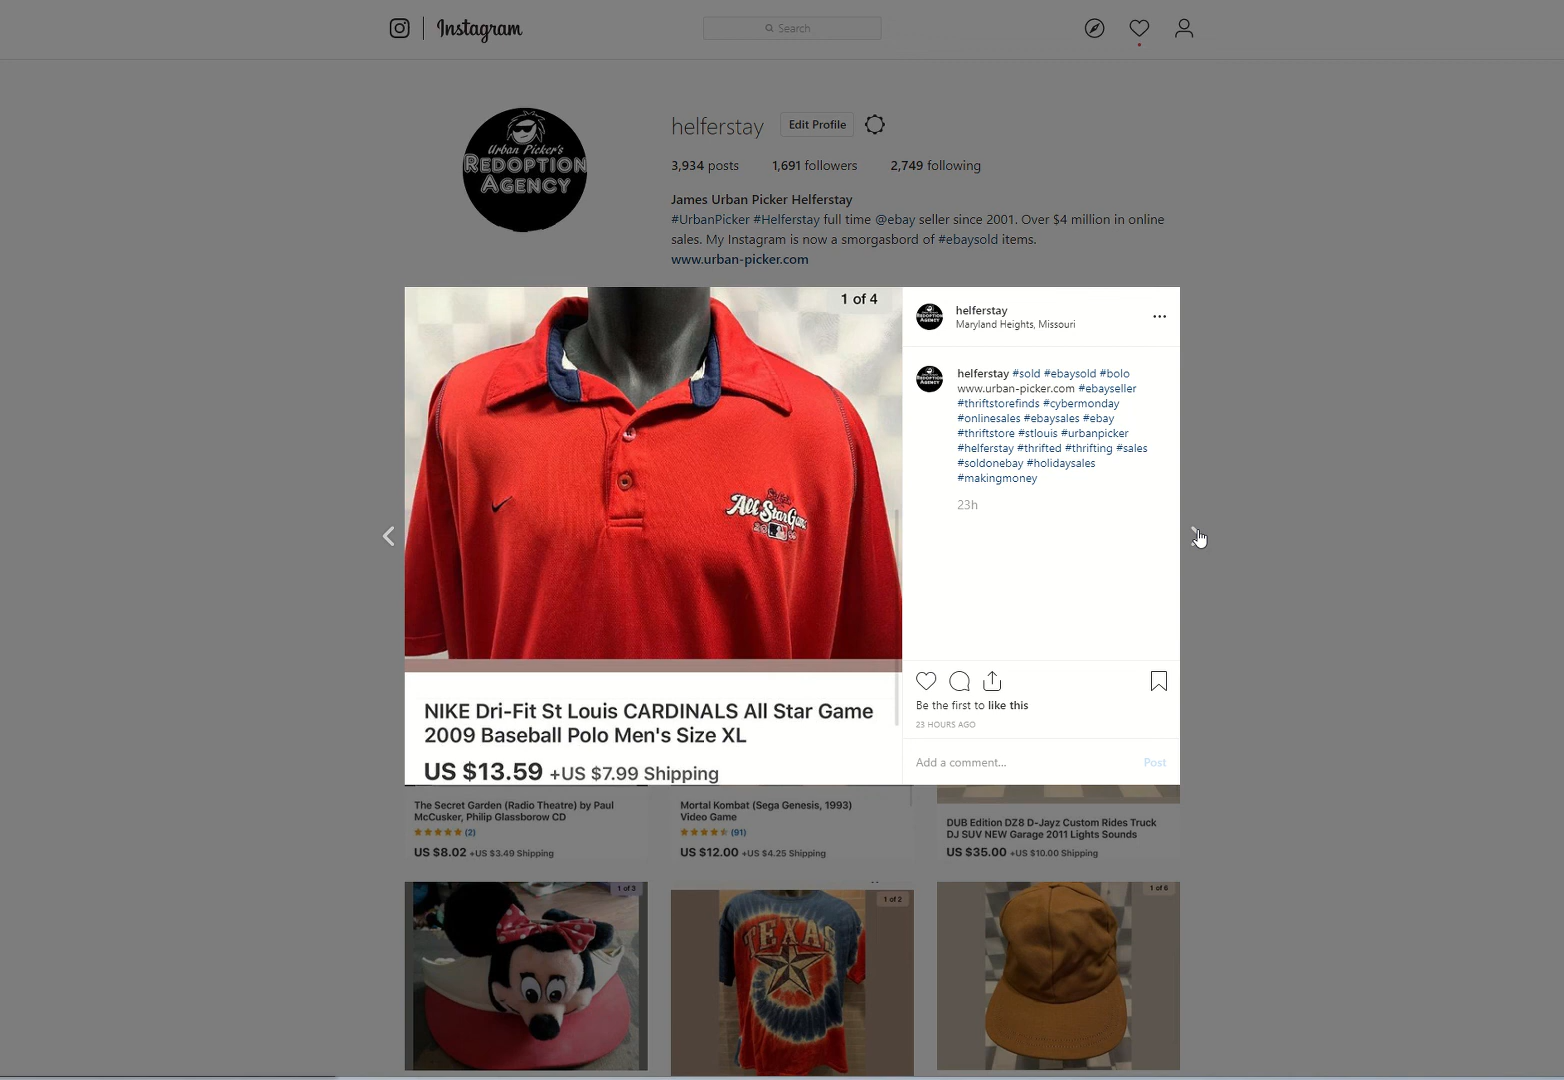 Instagram
Search
Urban Picker's
REDOPTION
AGENCY
helferstay
Edit Profile
3,934 posts 1,691 followers 2,749 following
James Urban Picker Helferstay
#UrbanPicker #Helferstay full time @ebay seller since 2001. Over $4 million in online
sales. My Instagram is now a smorgasbord of #ebaysold items.
www.urban-picker.com
1 of 4
All Star Game
NIKE Dri-Fit St Louis CARDINALS All Star Game
2009 Baseball Polo Men's Size XL
US $13.59 +US $7.99 Shipping
REDOPTION
AGENCY
helferstay
Maryland Heights, Missouri
REDOPTION
AGENCY
helferstay #sold #ebaysold #bolo
www.urban-picker.com #ebayseller
#thriftstorefinds #cybermonday
#onlinesales #ebaysales #ebay
#thriftstore #stlouis #urbanpicker
#helferstay #thrifted #thrifting #sales
#soldonebay #holidaysales
#makingmoney
23h
Be the first to like this
23 HOURS AGO
Add a comment...
Post
The Secret Garden (Radio Theatre) by Paul
McCusker, Philip Glassborow CD
(2)
US $8.02 +US $3.49 Shipping
Mortal Kombat (Sega Genesis, 1993)
Video Game
(91)
US $12.00 +US $4.25 Shipping
DUB Edition DZ8 D-Jayz Custom Rides Truck
DJ SUV NEW Garage 2011 Lights Sounds
US $35.00 +US $10.00 Shipping
1 of 3
1 of 2
TEXAS
1 of 6